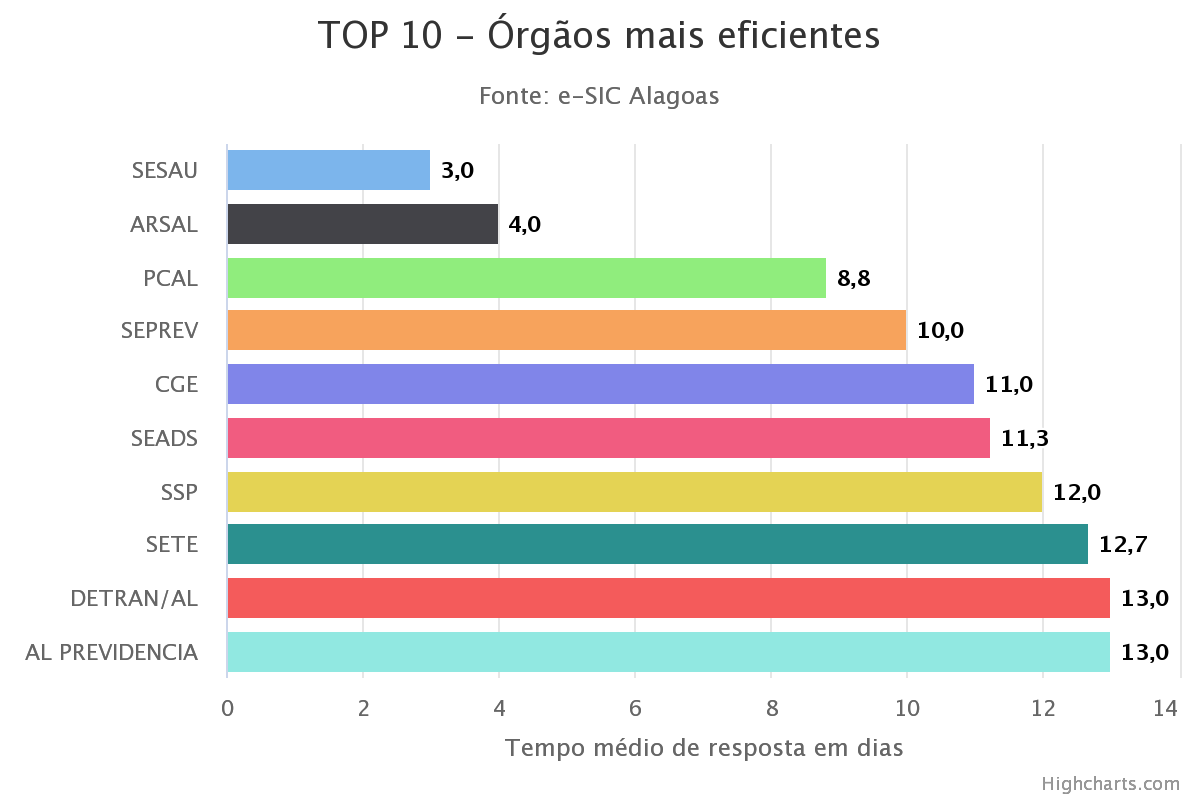 TOP 10 - Órgãos mais eficientes
Fonte: e-SIC Alagoas
SESAU 3,0
ARSAL 4,0
PCAL 8,8
SEPREV 10,0
CGE 11,0
SEADS 11,3
SSP 12,0
SETE 12,7
DETRAN/AL 13,0
AL PREVIDENCIA 13,0
0 2 4 6 8 10 12 14
Tempo médio de resposta em dias
Highcharts.com